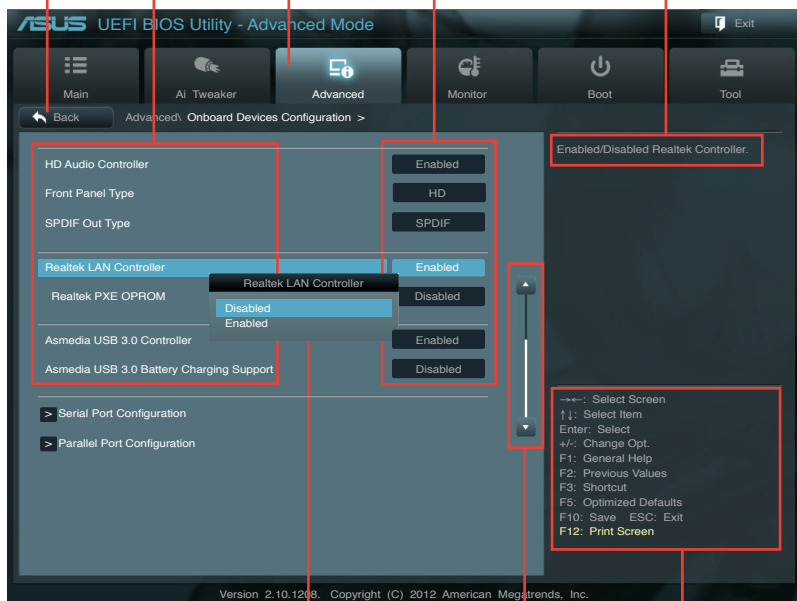 ASUS UEFI BIOS Utility - Advanced Mode
Exit
Main Ai Tweaker Advanced Monitor Boot Tool
Back Advanced\ Onboard Devices Configuration >
Enabled/Disabled Realtek Controller.
HD Audio Controller Enabled
Front Panel Type HD
SPDIF Out Type SPDIF
Realtek LAN Controller Enabled
Realtek PXE OPROM Disabled
Realtek LAN Controller
Disabled
Enabled
Asmedia USB 3.0 Controller Enabled
Asmedia USB 3.0 Battery Charging Support Disabled
> Serial Port Configuration
> Parallel Port Configuration
→←: Select Screen
↑↓: Select Item
Enter: Select
+/-: Change Opt.
F1: General Help
F2: Previous Values
F3: Shortcut
F5: Optimized Defaults
F10: Save ESC: Exit
F12: Print Screen
Version 2.10.1208. Copyright (C) 2012 American Megatrends, Inc.